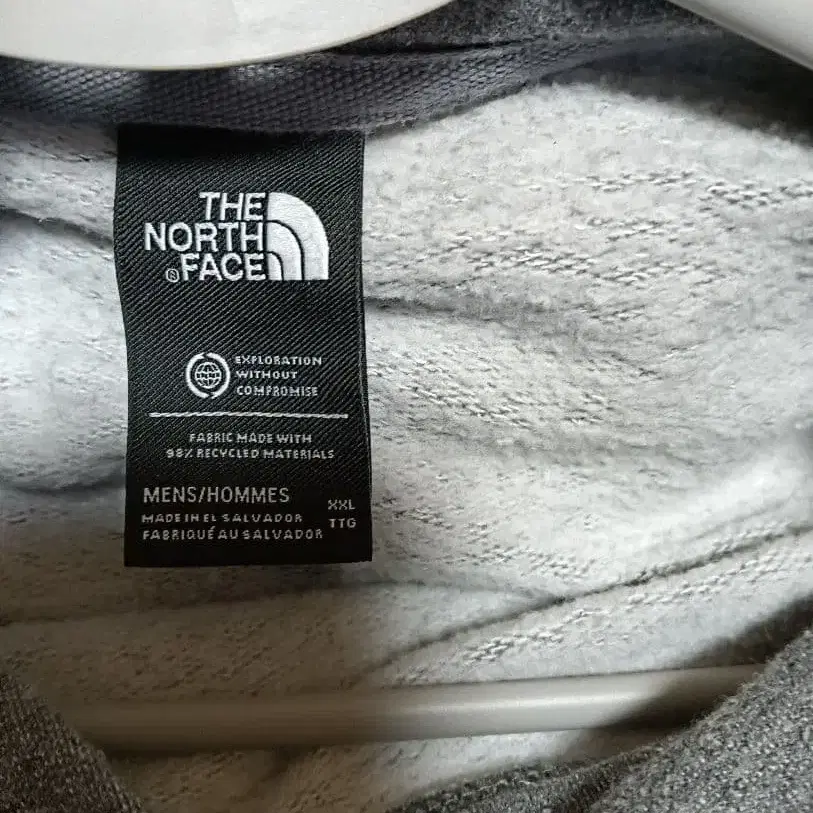 THE
NORTH
®FACE
EXPLORATION
WITHOUT
COMPROMISE
FABRIC MADE WITH
98% RECYCLED MATERIALS
MENS/HOMMES
XXL
MADE IN EL SALVADOR
TTG
FABRIQUÉ AU SALVADOR